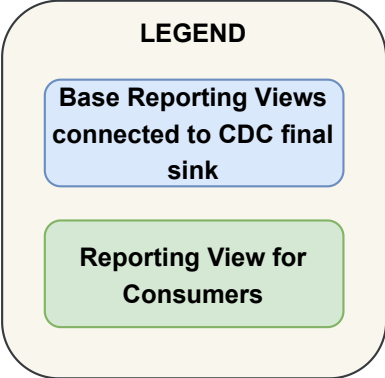 LEGEND
Base Reporting Views
connected to CDC final
sink
Reporting View for
Consumers